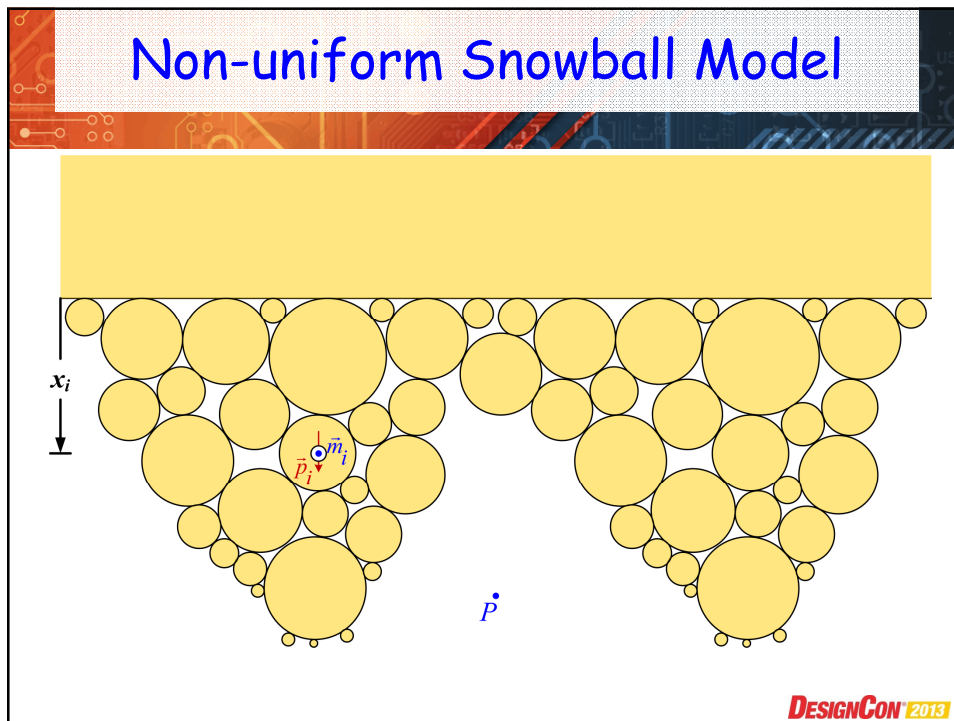 Non-uniform Snowball Model
xᵢ
m⃗ᵢ
p⃗ᵢ
P
DESIGNCON® 2013